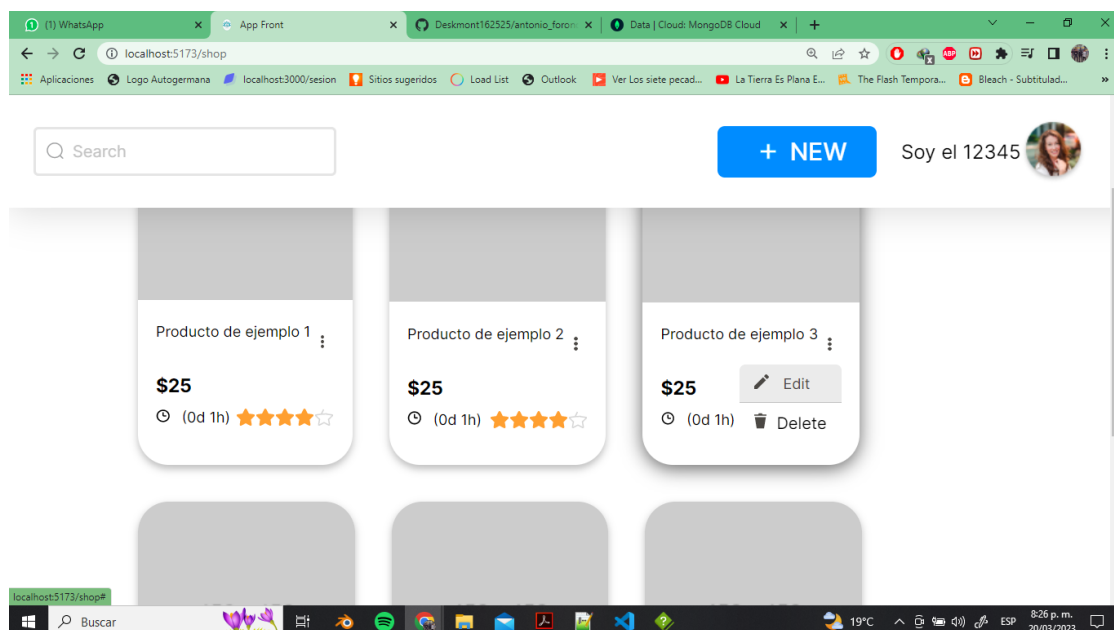 (1) WhatsApp
App Front
Deskmont162525/antonio_foron
Data | Cloud: MongoDB Cloud
localhost:5173/shop
Aplicaciones
Logo Autogermana
localhost:3000/sesion
Sitios sugeridos
Load List
Outlook
Ver Los siete pecad...
La Tierra Es Plana E...
The Flash Tempora...
Bleach - Subtitulad...
Search
+ NEW
Soy el 12345
Producto de ejemplo 1
Producto de ejemplo 2
Producto de ejemplo 3
$25
$25
$25
Edit
(0d 1h)
(0d 1h)
(0d 1h)
Delete
localhost:5173/shop#
Buscar
19°C
ESP
8:26 p. m.
20/03/2023